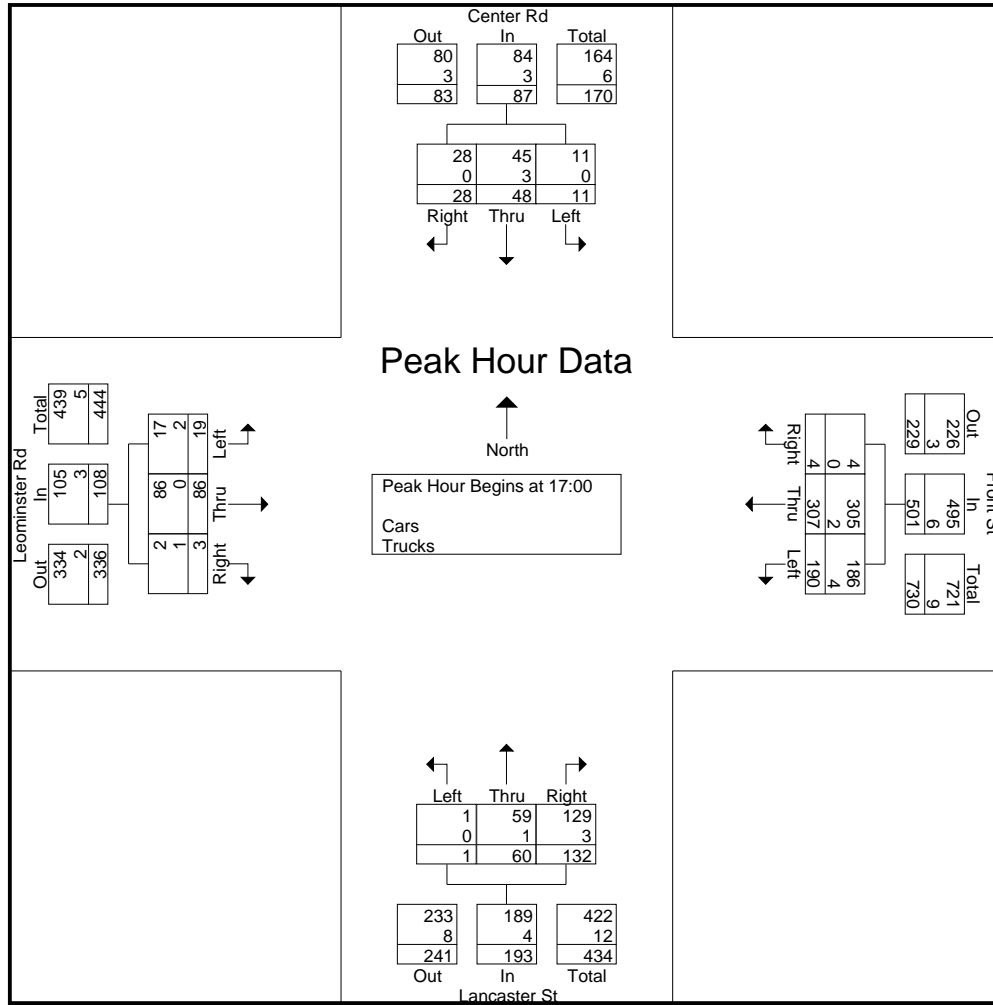 Center Rd
Out In Total
80 84 164
3 3 6
83 87 170
28 45 11
0 3 0
28 48 11
Right Thru Left
Peak Hour Data
North
Peak Hour Begins at 17:00
Cars
Trucks
Leominster Rd
Total In Out
439 105 334
5 3 2
444 108 336
17 86 2
2 0 1
19 86 3
Left Thru Right
Front St
Out In Total
226 495 721
3 6 9
229 501 730
4 305 186
0 2 4
4 307 190
Right Thru Left
Left Thru Right
1 59 129
0 1 3
1 60 132
233 189 422
8 4 12
241 193 434
Out In Total
Lancaster St